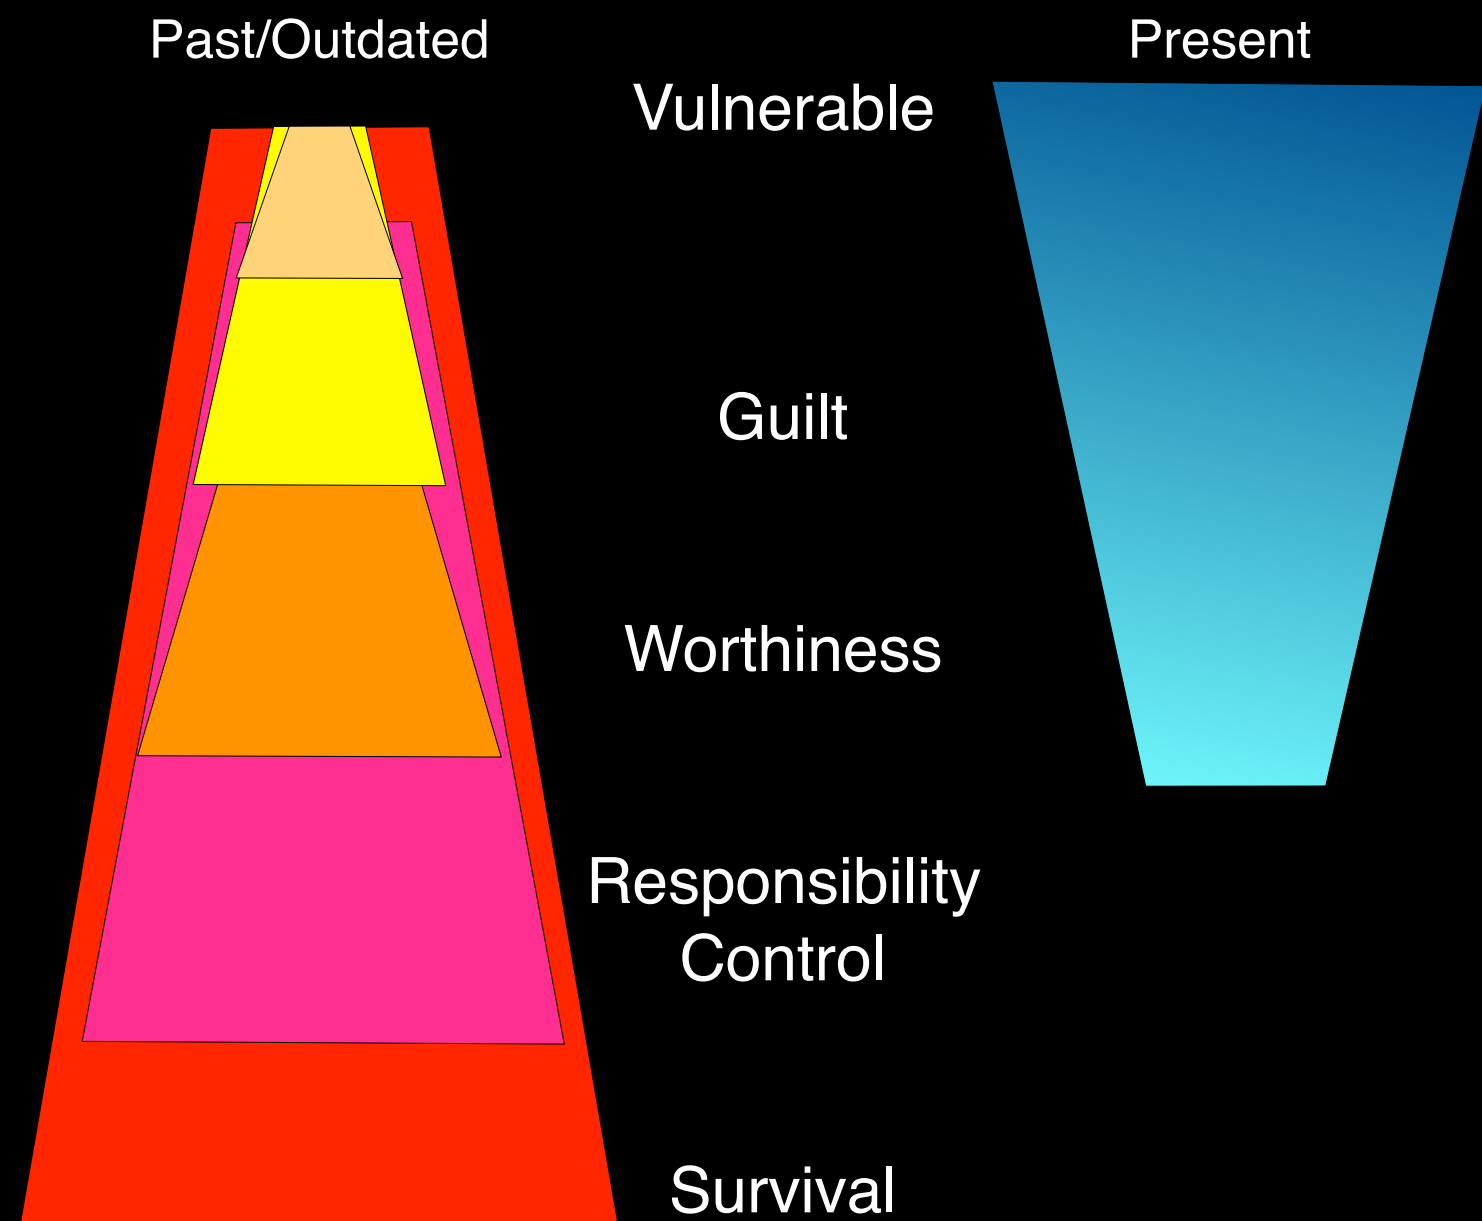 Past/Outdated
Present
Vulnerable
Guilt
Worthiness
Responsibility
Control
Survival